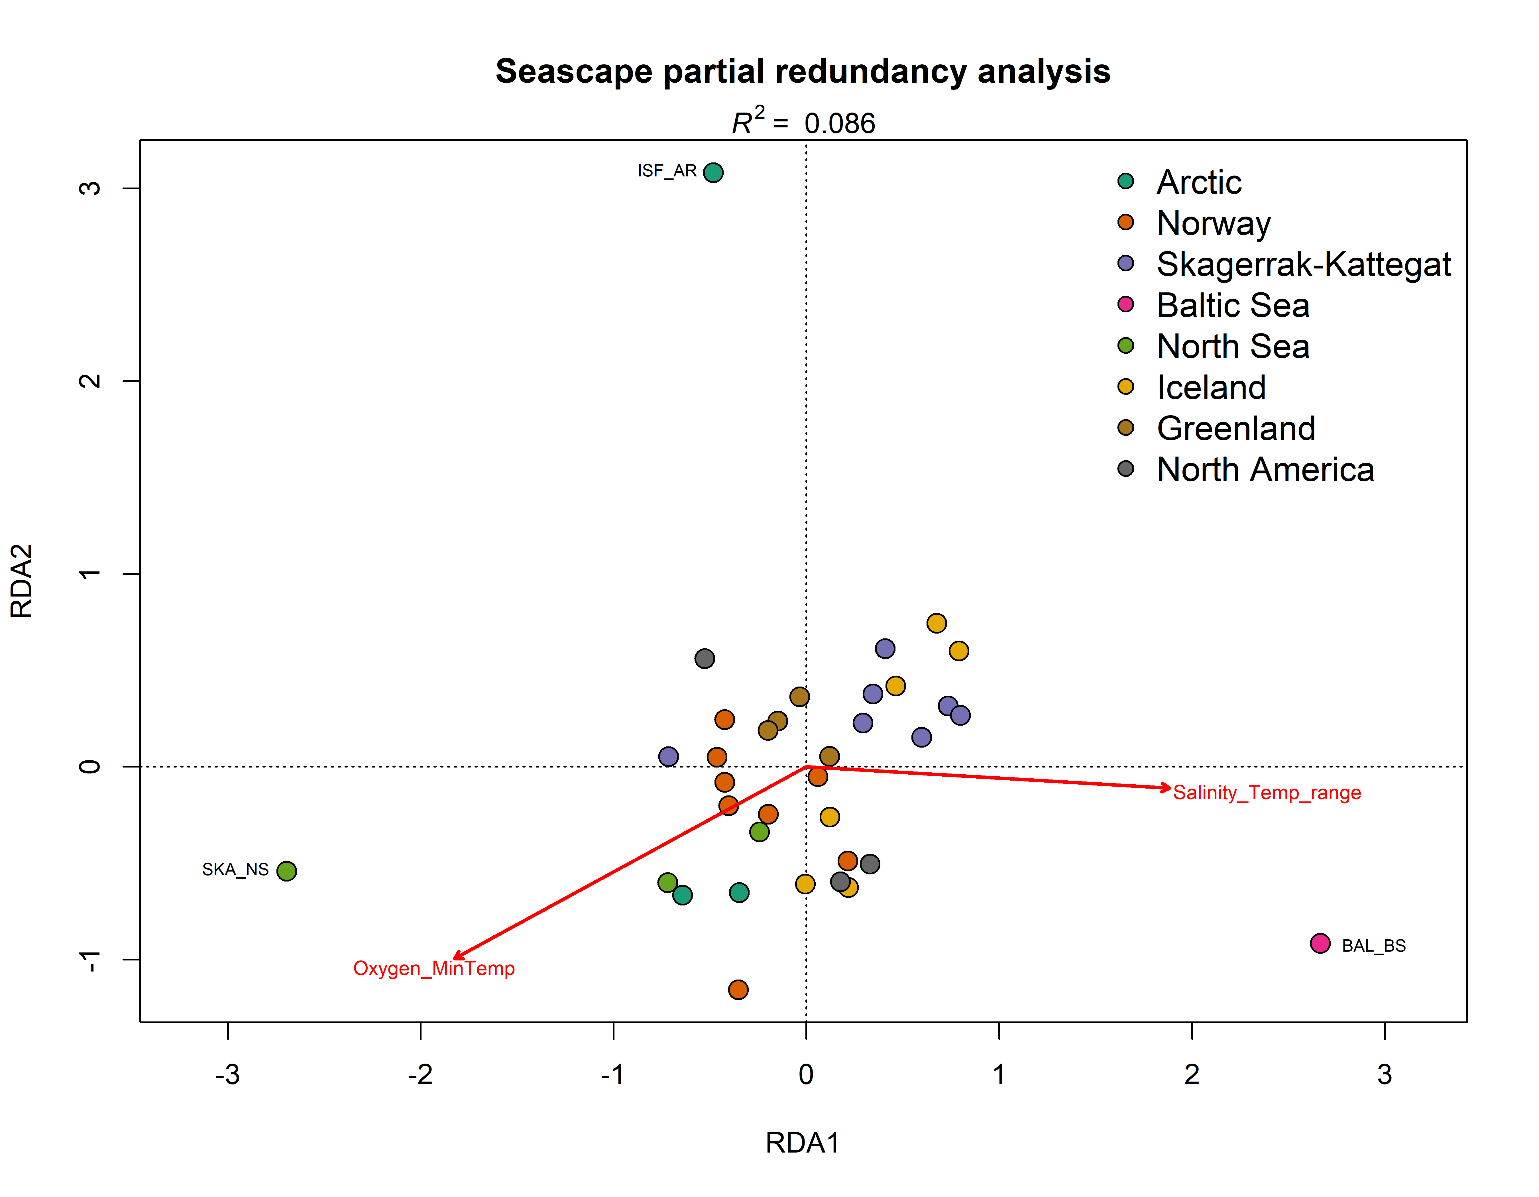 Seascape partial redundancy analysis
R² = 0.086
ISF_AR
Arctic
Norway
Skagerrak-Kattegat
Baltic Sea
North Sea
Iceland
Greenland
North America
3
2
1
0
-1
RDA2
Salinity_Temp_range
SKA_NS
BAL_BS
Oxygen_MinTemp
-3 -2 -1 0 1 2 3
RDA1